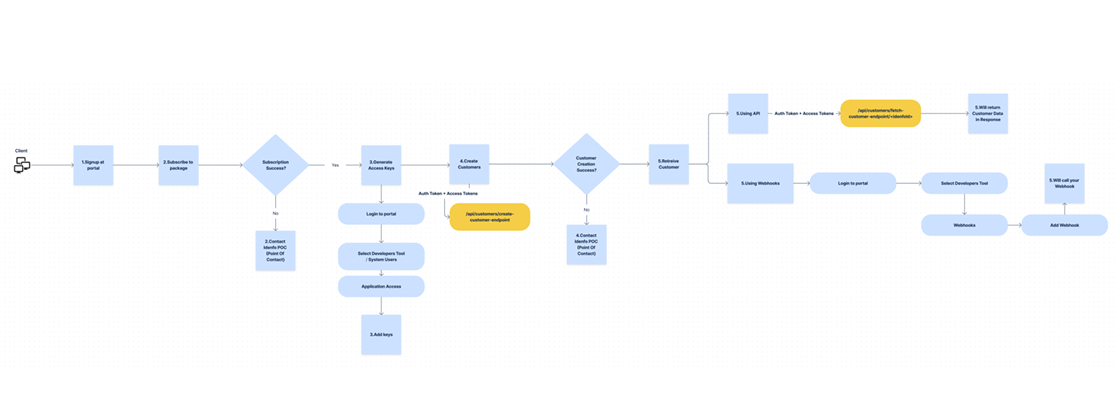 Client
1.Signup at
portal
2.Subscribe to
package
Subscription
Success?
Yes
No
2.Contact
Idenfo POC
(Point Of
Contact)
3.Generate
Access Keys
Login to portal
Select Developers Tool
/ System Users
Application Access
3.Add keys
4.Create
Customers
Auth Token + Access Tokens
/api/customers/create-
customer-endpoint
Customer
Creation
Success?
No
4.Contact
Idenfo POC
(Point Of
Contact)
5.Retreive
Customer
5.Using API
Auth Token + Access Tokens
/api/customers/fetch-
customer-endpoint/<idenfoId>
5.Will return
Customer Data
in Response
5.Using Webhooks
Login to portal
Select Developers Tool
Webhooks
Add Webhook
5.Will call your
Webhook